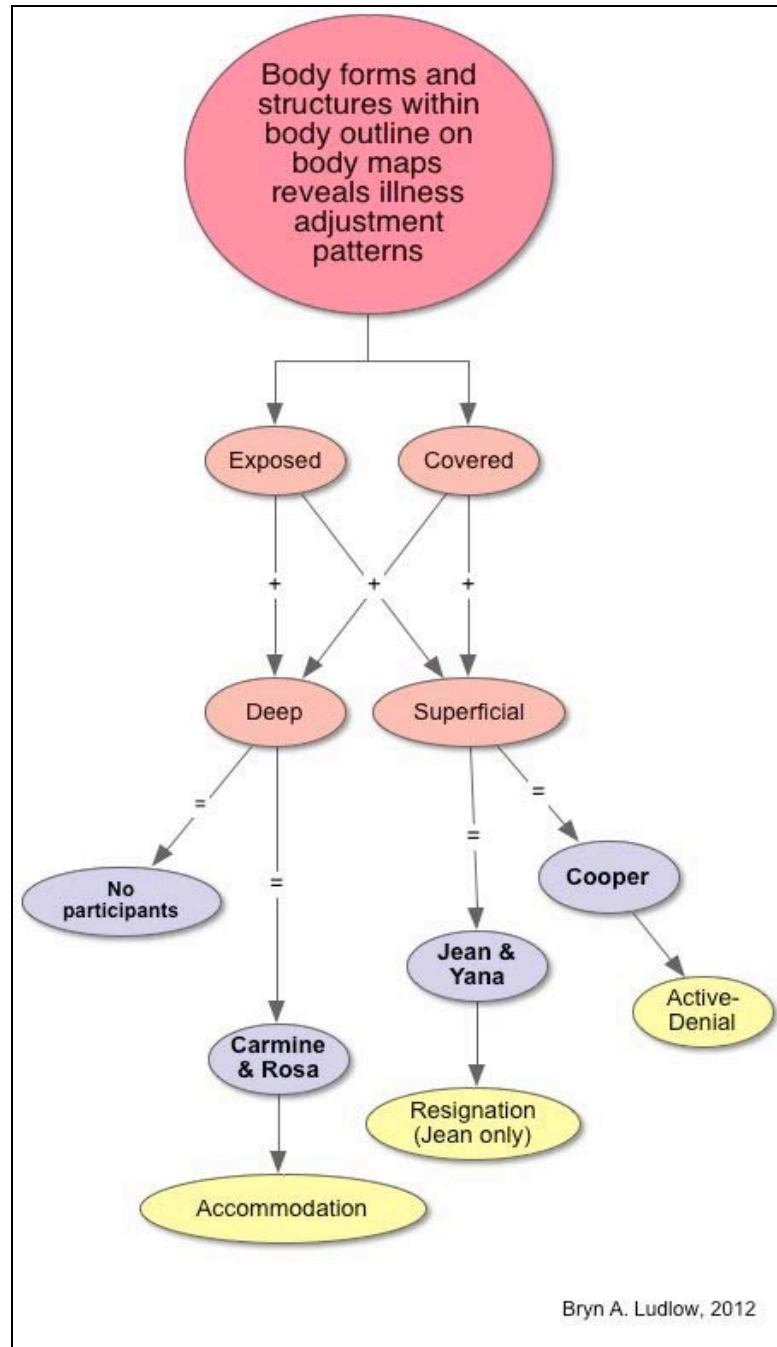 Body forms and
structures within
body outline on
body maps
reveals illness
adjustment
patterns
Exposed
Covered
+
+
+
Deep
Superficial
=
=
=
=
No
participants
Cooper
Jean &
Yana
Active-
Denial
Carmine
& Rosa
Resignation
(Jean only)
Accommodation
Bryn A. Ludlow, 2012